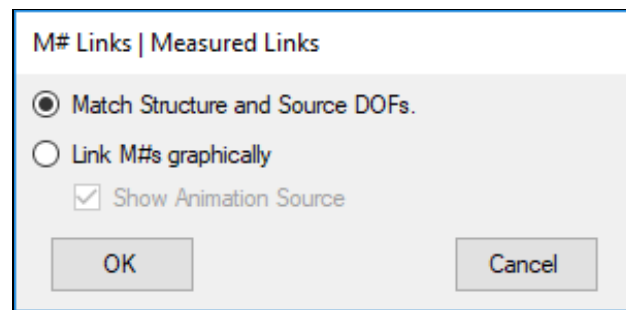 M# Links | Measured Links
Match Structure and Source DOFs.
Link M#s graphically
Show Animation Source
OK Cancel